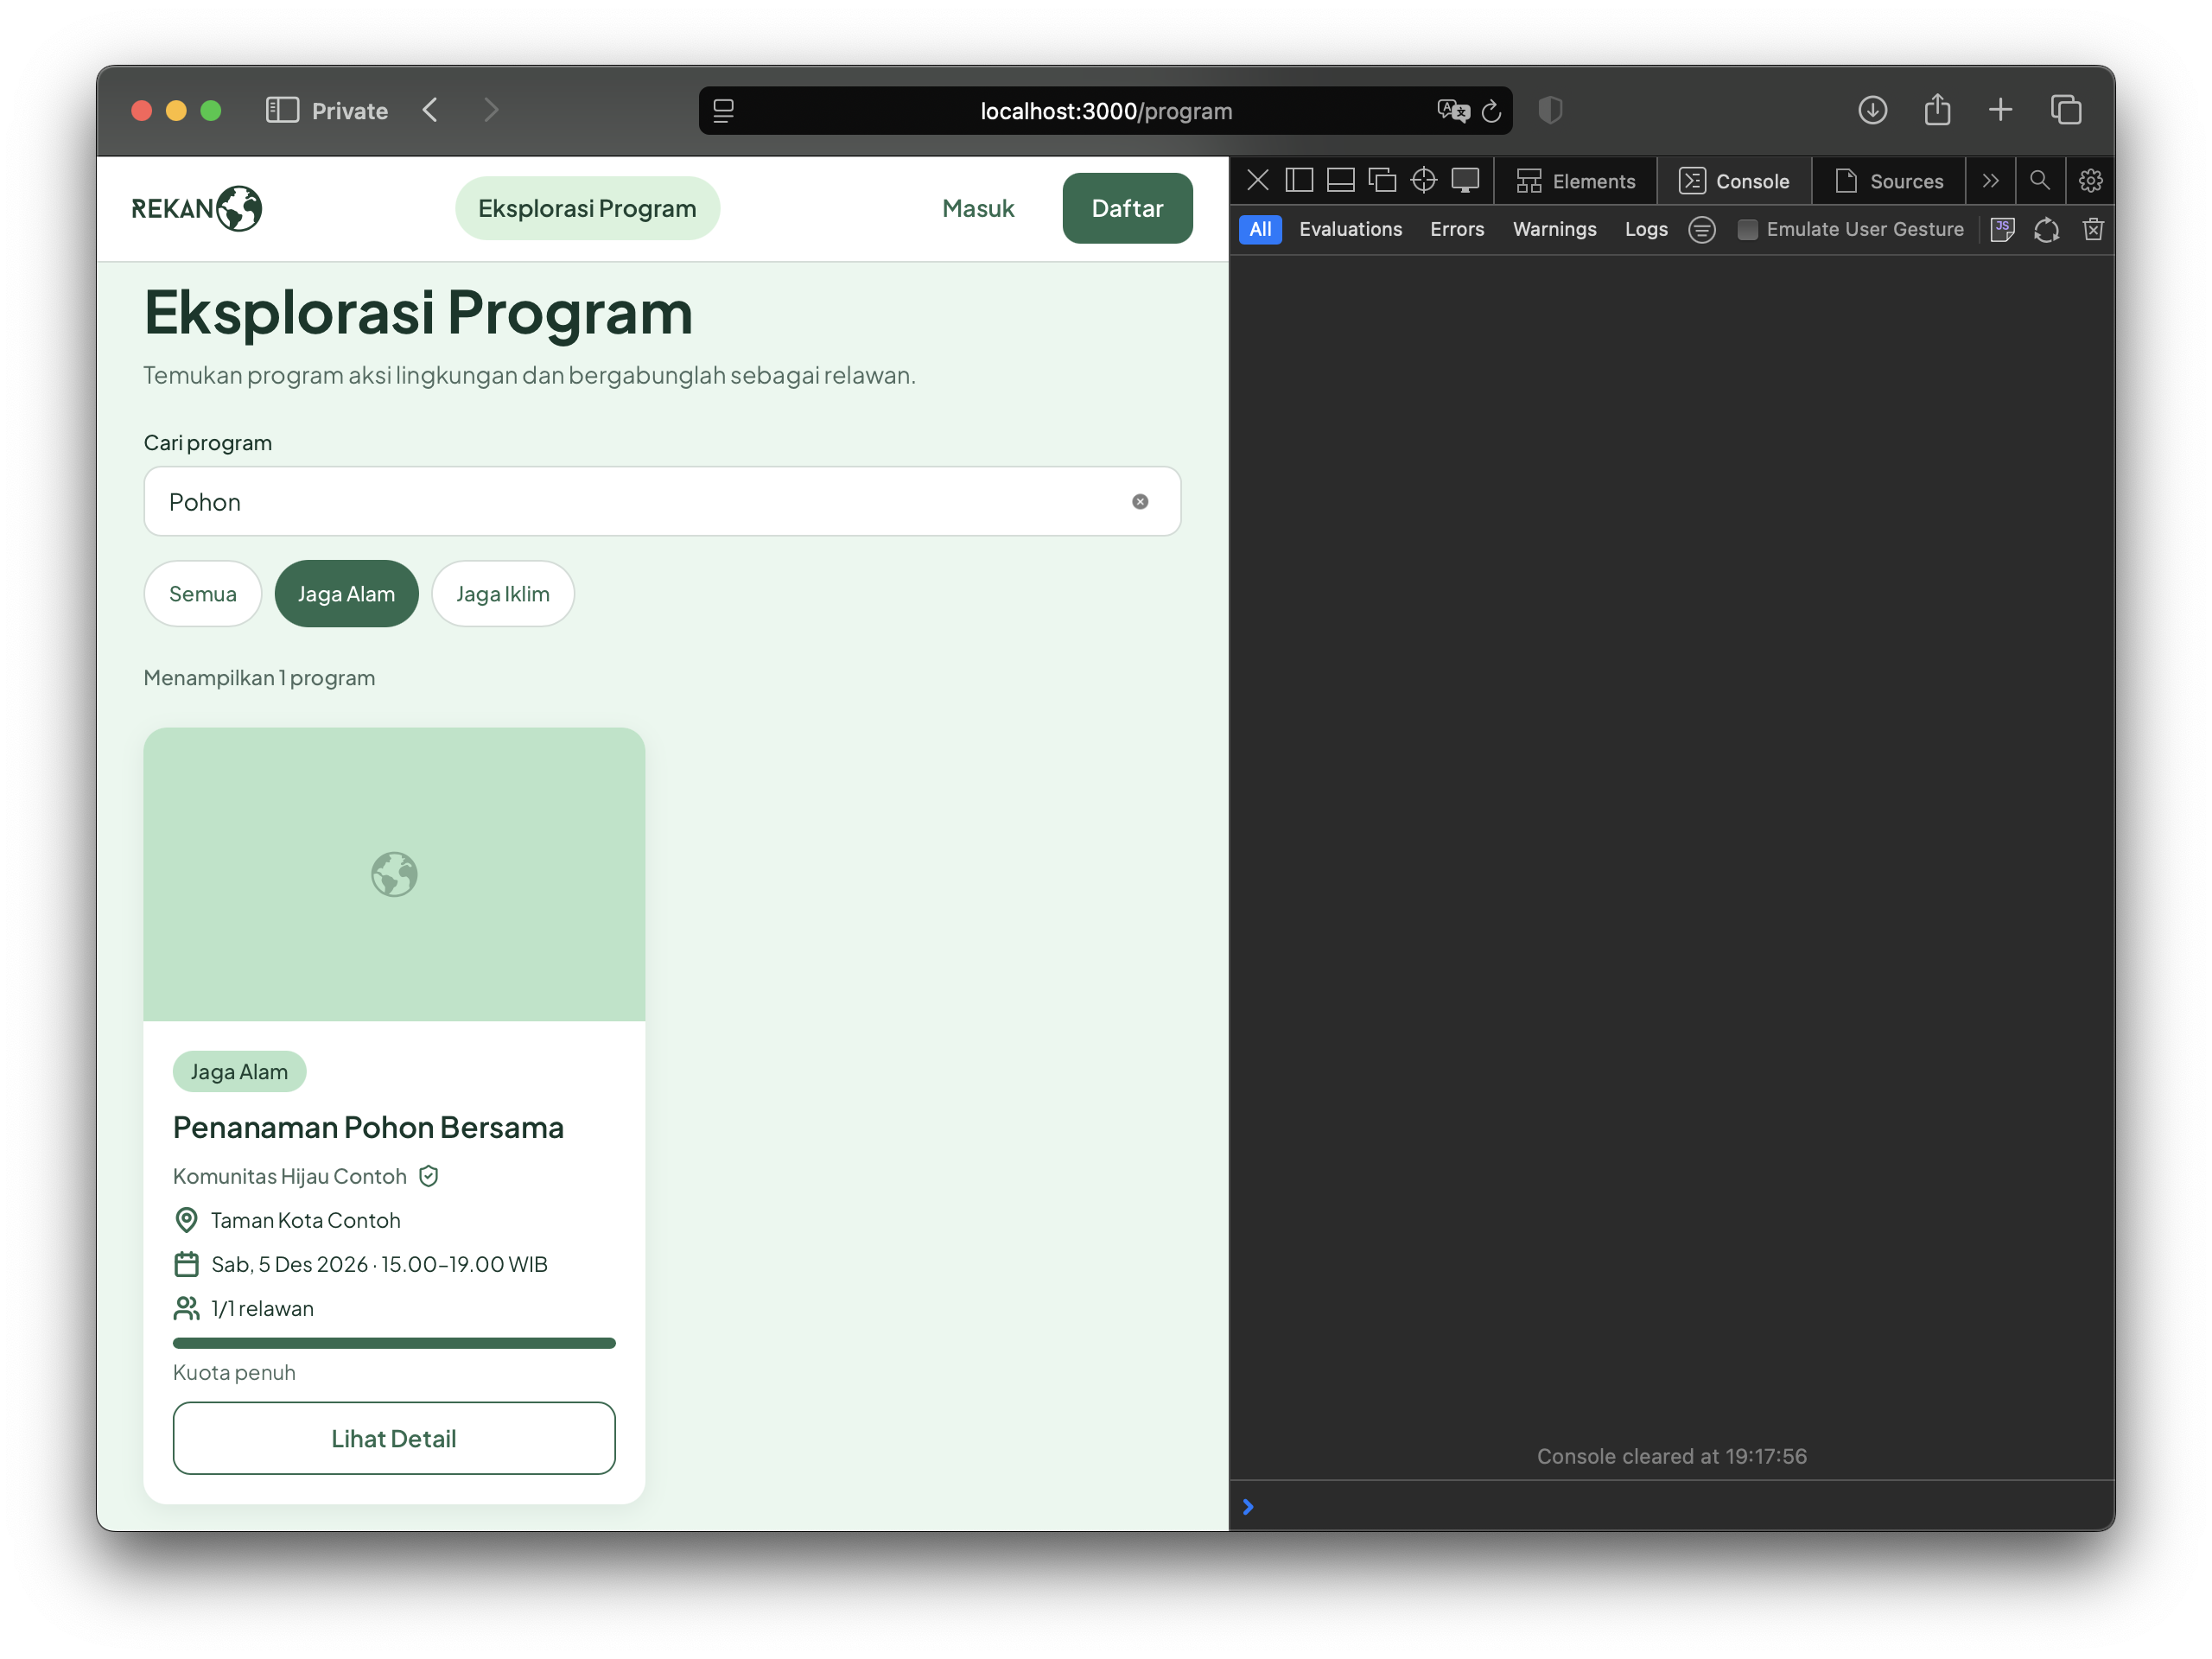 Private
localhost:3000/program
REKAN
Eksplorasi Program
Masuk
Daftar
Eksplorasi Program
Temukan program aksi lingkungan dan bergabunglah sebagai relawan.
Cari program
Pohon
Semua
Jaga Alam
Jaga Iklim
Menampilkan 1 program
Jaga Alam
Penanaman Pohon Bersama
Komunitas Hijau Contoh
Taman Kota Contoh
Sab, 5 Des 2026 · 15.00–19.00 WIB
1/1 relawan
Kuota penuh
Lihat Detail
Elements
Console
Sources
All
Evaluations
Errors
Warnings
Logs
Emulate User Gesture
JS
Console cleared at 19:17:56